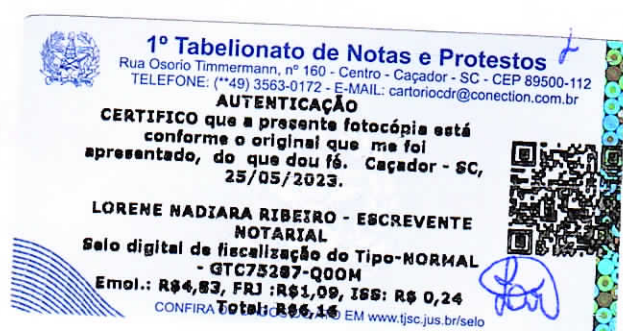 1º Tabelionato de Notas e Protestos
Rua Osorio Timmermann, nº 160 - Centro - Caçador - SC - CEP 89500-112
TELEFONE: (**49) 3563-0172 - E-MAIL: cartoriocdr@conection.com.br
AUTENTICAÇÃO
CERTIFICO que a presente fotocópia está
conforme o original que me foi
apresentado, do que dou fé. Caçador - SC,
25/05/2023.
LORENE NADIARA RIBEIRO - ESCREVENTE
NOTARIAL
Selo digital de fiscalização do Tipo-NORMAL
- GTC75287-Q0OM
Emol.: R$4,83, FRJ :R$1,09, ISS: R$ 0,24
Total: R$6,16
CONFIRA EM www.tjsc.jus.br/selo